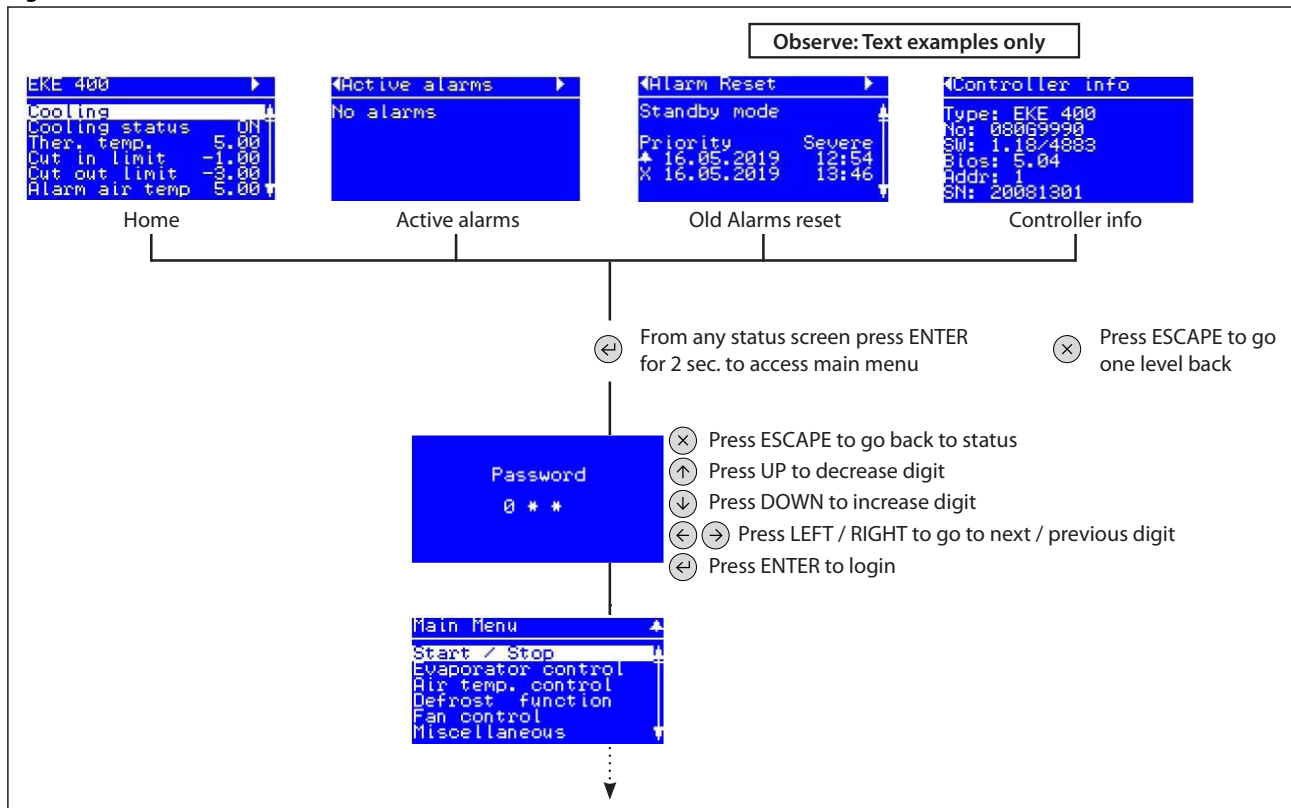 Observe: Text examples only
EKE 400
Cooling
Cooling status ON
Ther. temp. 5.00
Cut in limit -1.00
Cut out limit -3.00
Alarm air temp 5.00
Home
Active alarms
No alarms
Active alarms
Alarm Reset
Standby mode
Priority Severe
16.05.2019 12:54
X 16.05.2019 13:46
Old Alarms reset
Controller info
Type: EKE 400
No: 080G9990
SW: 1.18/4883
Bios: 5.04
Addr: 1
SN: 20081301
Controller info
From any status screen press ENTER
for 2 sec. to access main menu
Press ESCAPE to go
one level back
Password
0 * *
Press ESCAPE to go back to status
Press UP to decrease digit
Press DOWN to increase digit
Press LEFT / RIGHT to go to next / previous digit
Press ENTER to login
Main Menu
Start / Stop
Evaporator control
Air temp. control
Defrost function
Fan control
Miscellaneous